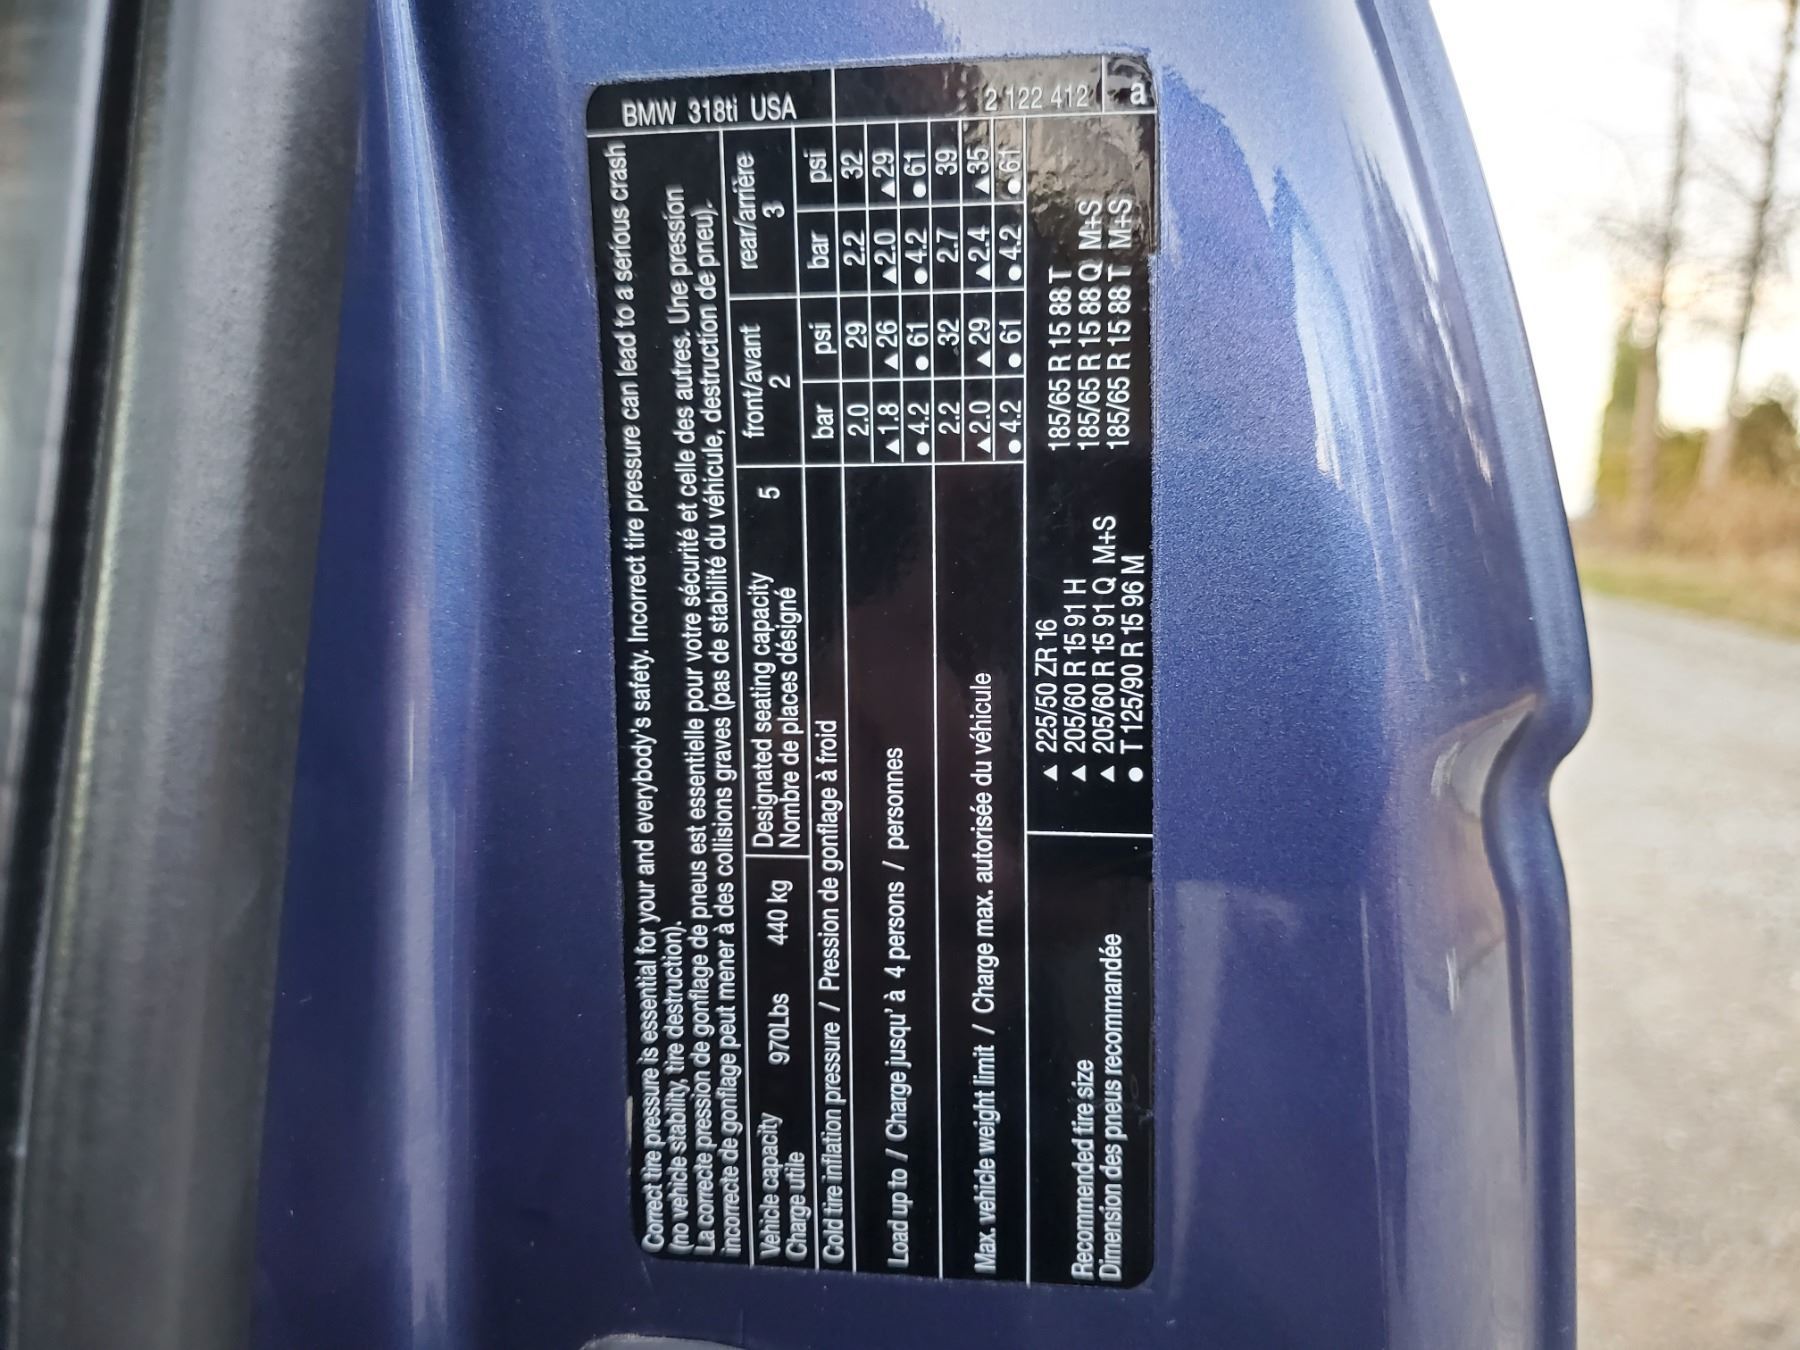 BMW 318ti USA 2 122 412 a
Correct tire pressure is essential for your and everybody's safety. Incorrect tire pressure can lead to a serious crash
(no vehicle stability, tire destruction).
La correcte pression de gonflage de pneus est essentielle pour votre sécurité et celle des autres. Une pression
incorrecte de gonflage peut mener à des collisions graves (pas de stabilité du véhicule, destruction de pneu).
Vehicle capacity 970Lbs 440 kg Designated seating capacity 5 front/avant rear/arrière
Charge utile Nombre de places désigné 2 3
Cold tire inflation pressure / Pression de gonflage à froid bar psi bar psi
2.0 29 2.2 32
Load up to / Charge jusqu' à 4 persons / personnes ▲1.8 ▲26 ▲2.0 ▲29
●4.2 ●61 ●4.2 ●61
2.2 32 2.7 39
Max. vehicle weight limit / Charge max. autorisée du véhicule ▲2.0 ▲29 ▲2.4 ▲35
●4.2 ●61 ●4.2 ●61
▲ 225/50 ZR 16 185/65 R 15 88 T
Recommended tire size ▲ 205/60 R 15 91 H 185/65 R 15 88 Q M+S
Dimension des pneus recommandée ▲ 205/60 R 15 91 Q M+S 185/65 R 15 88 T M+S
● T 125/90 R 15 96 M